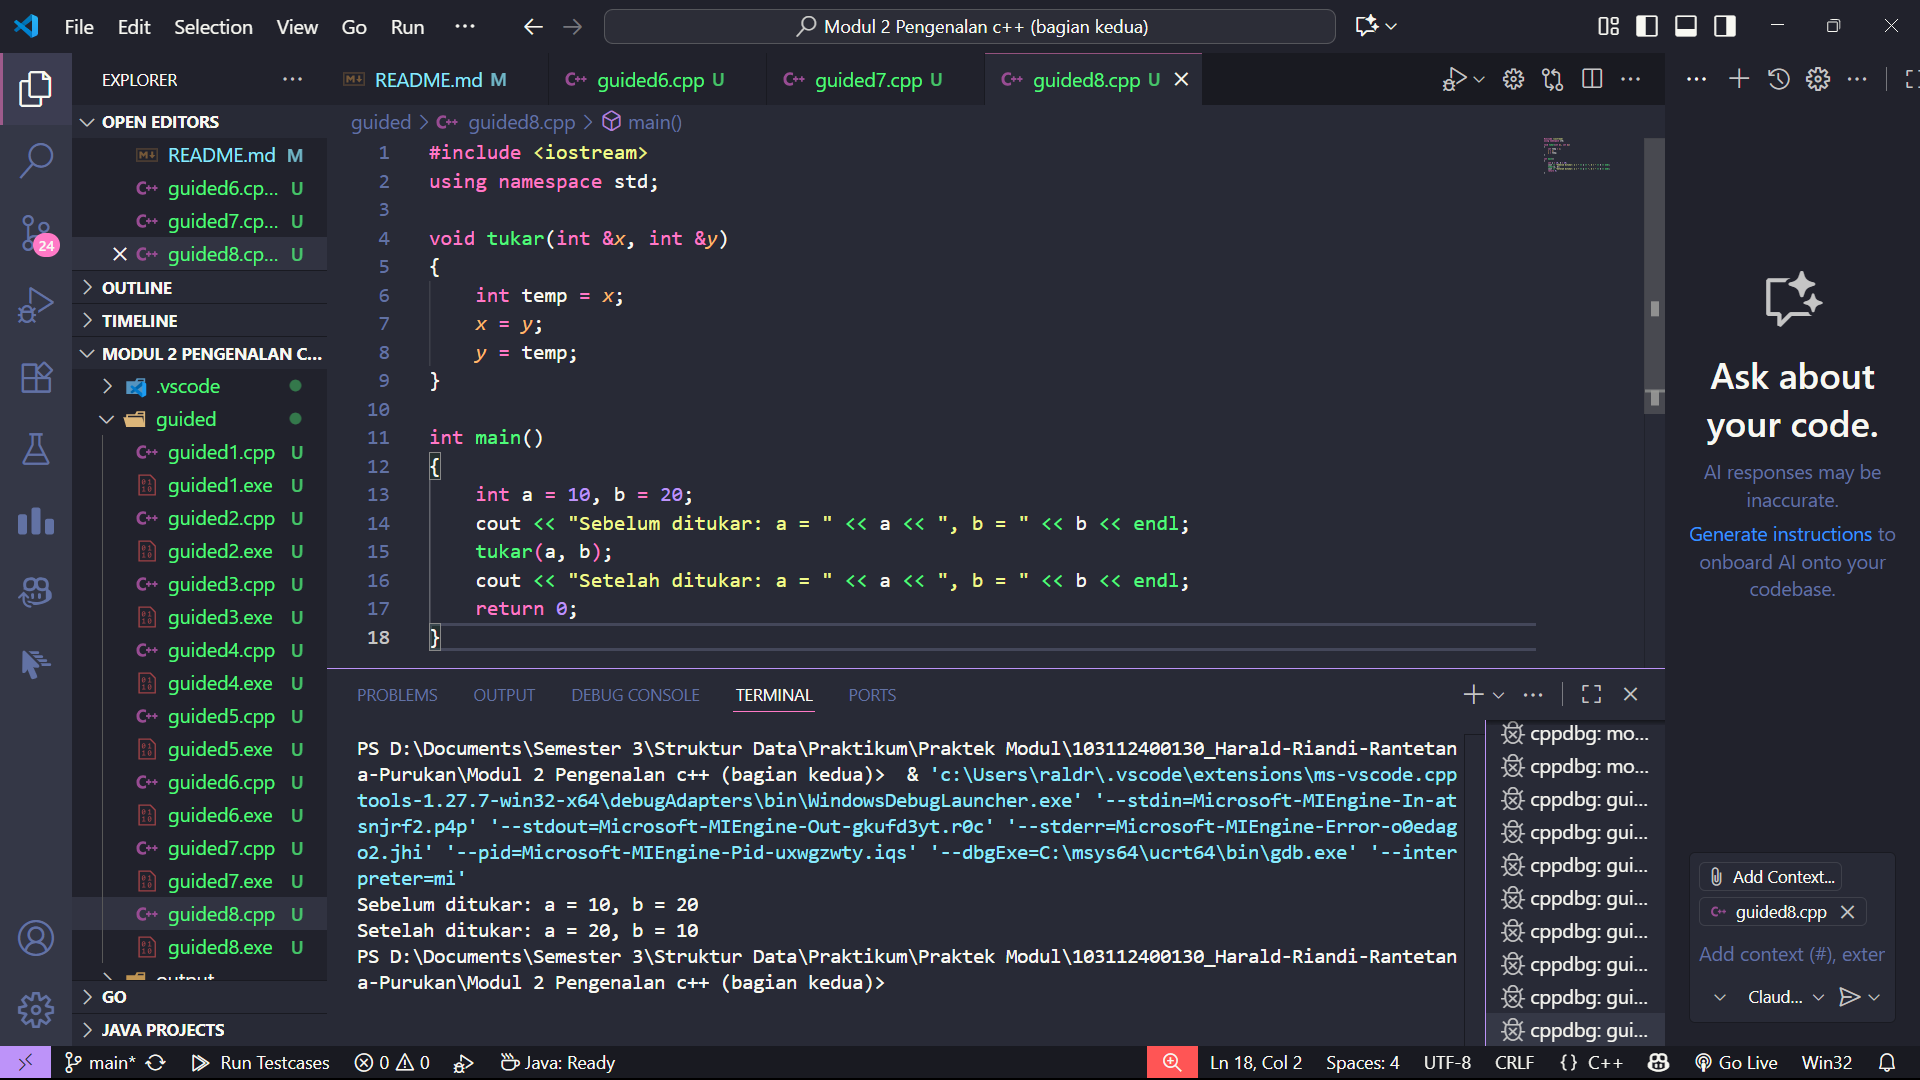 File Edit Selection View Go Run ···
Modul 2 Pengenalan c++ (bagian kedua)
EXPLORER
README.md M
guided6.cpp U
guided7.cpp U
guided8.cpp U
OPEN EDITORS
README.md M
guided6.cp... U
guided7.cp... U
guided8.cp... U
24
OUTLINE
TIMELINE
MODUL 2 PENGENALAN C...
.vscode
guided
guided1.cpp U
guided1.exe U
guided2.cpp U
guided2.exe U
guided3.cpp U
guided3.exe U
guided4.cpp U
guided4.exe U
guided5.cpp U
guided5.exe U
guided6.cpp U
guided6.exe U
guided7.cpp U
guided7.exe U
guided8.cpp U
guided8.exe U
output
GO
JAVA PROJECTS
guided > guided8.cpp > main()
1 #include <iostream>
2 using namespace std;
3
4 void tukar(int &x, int &y)
5 {
6 int temp = x;
7 x = y;
8 y = temp;
9 }
10
11 int main()
12 {
13 int a = 10, b = 20;
14 cout << "Sebelum ditukar: a = " << a << ", b = " << b << endl;
15 tukar(a, b);
16 cout << "Setelah ditukar: a = " << a << ", b = " << b << endl;
17 return 0;
18 }
PROBLEMS OUTPUT DEBUG CONSOLE TERMINAL PORTS
PS D:\Documents\Semester 3\Struktur Data\Praktikum\Praktek Modul\103112400130_Harald-Riandi-Rantetan
a-Purukan\Modul 2 Pengenalan c++ (bagian kedua)> & 'c:\Users\raldr\.vscode\extensions\ms-vscode.cpp
tools-1.27.7-win32-x64\debugAdapters\bin\WindowsDebugLauncher.exe' '--stdin=Microsoft-MIEngine-In-at
snjrf2.p4p' '--stdout=Microsoft-MIEngine-Out-gkufd3yt.r0c' '--stderr=Microsoft-MIEngine-Error-o0edag
o2.jhi' '--pid=Microsoft-MIEngine-Pid-uxwgzwty.iqs' '--dbgExe=C:\msys64\ucrt64\bin\gdb.exe' '--inter
preter=mi'
Sebelum ditukar: a = 10, b = 20
Setelah ditukar: a = 20, b = 10
PS D:\Documents\Semester 3\Struktur Data\Praktikum\Praktek Modul\103112400130_Harald-Riandi-Rantetan
a-Purukan\Modul 2 Pengenalan c++ (bagian kedua)>
cppdbg: mo...
cppdbg: mo...
cppdbg: gui...
cppdbg: gui...
cppdbg: gui...
cppdbg: gui...
cppdbg: gui...
cppdbg: gui...
cppdbg: gui...
cppdbg: gui...
Ask about
your code.
AI responses may be
inaccurate.
Generate instructions to
onboard AI onto your
codebase.
Add Context...
guided8.cpp
Add context (#), exter
Claud...
main* Run Testcases 0 0 Java: Ready Ln 18, Col 2 Spaces: 4 UTF-8 CRLF {} C++ Go Live Win32